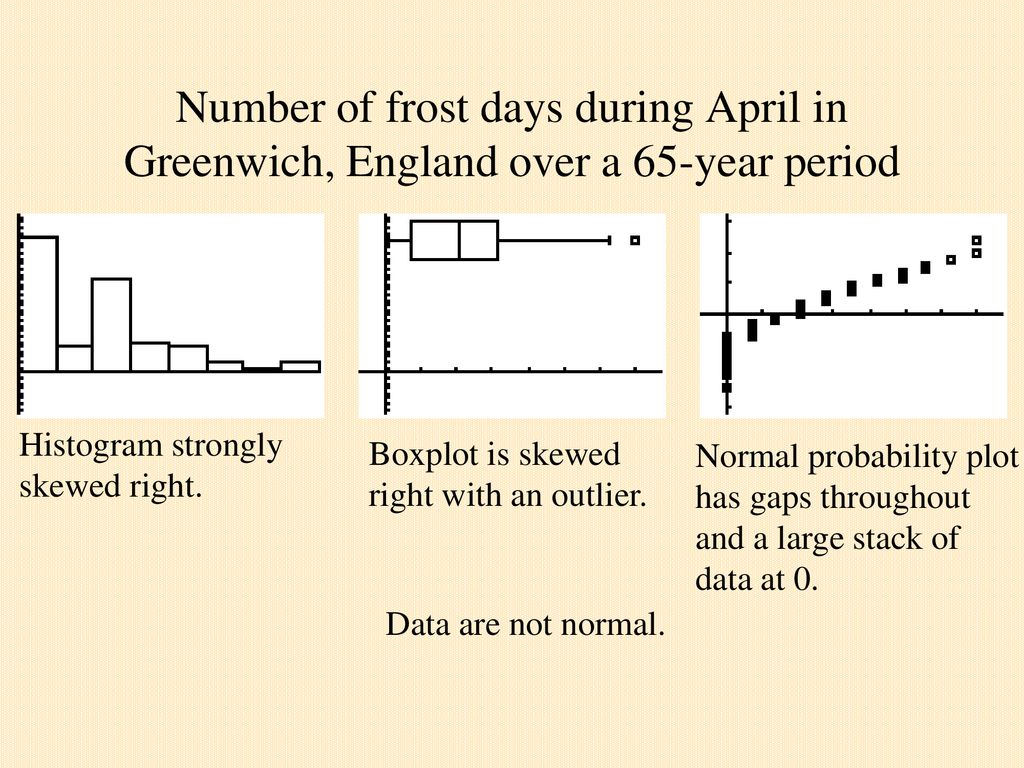 Number of frost days during April in
Greenwich, England over a 65-year period
Histogram strongly
skewed right.
Boxplot is skewed
right with an outlier.
Normal probability plot
has gaps throughout
and a large stack of
data at 0.
Data are not normal.